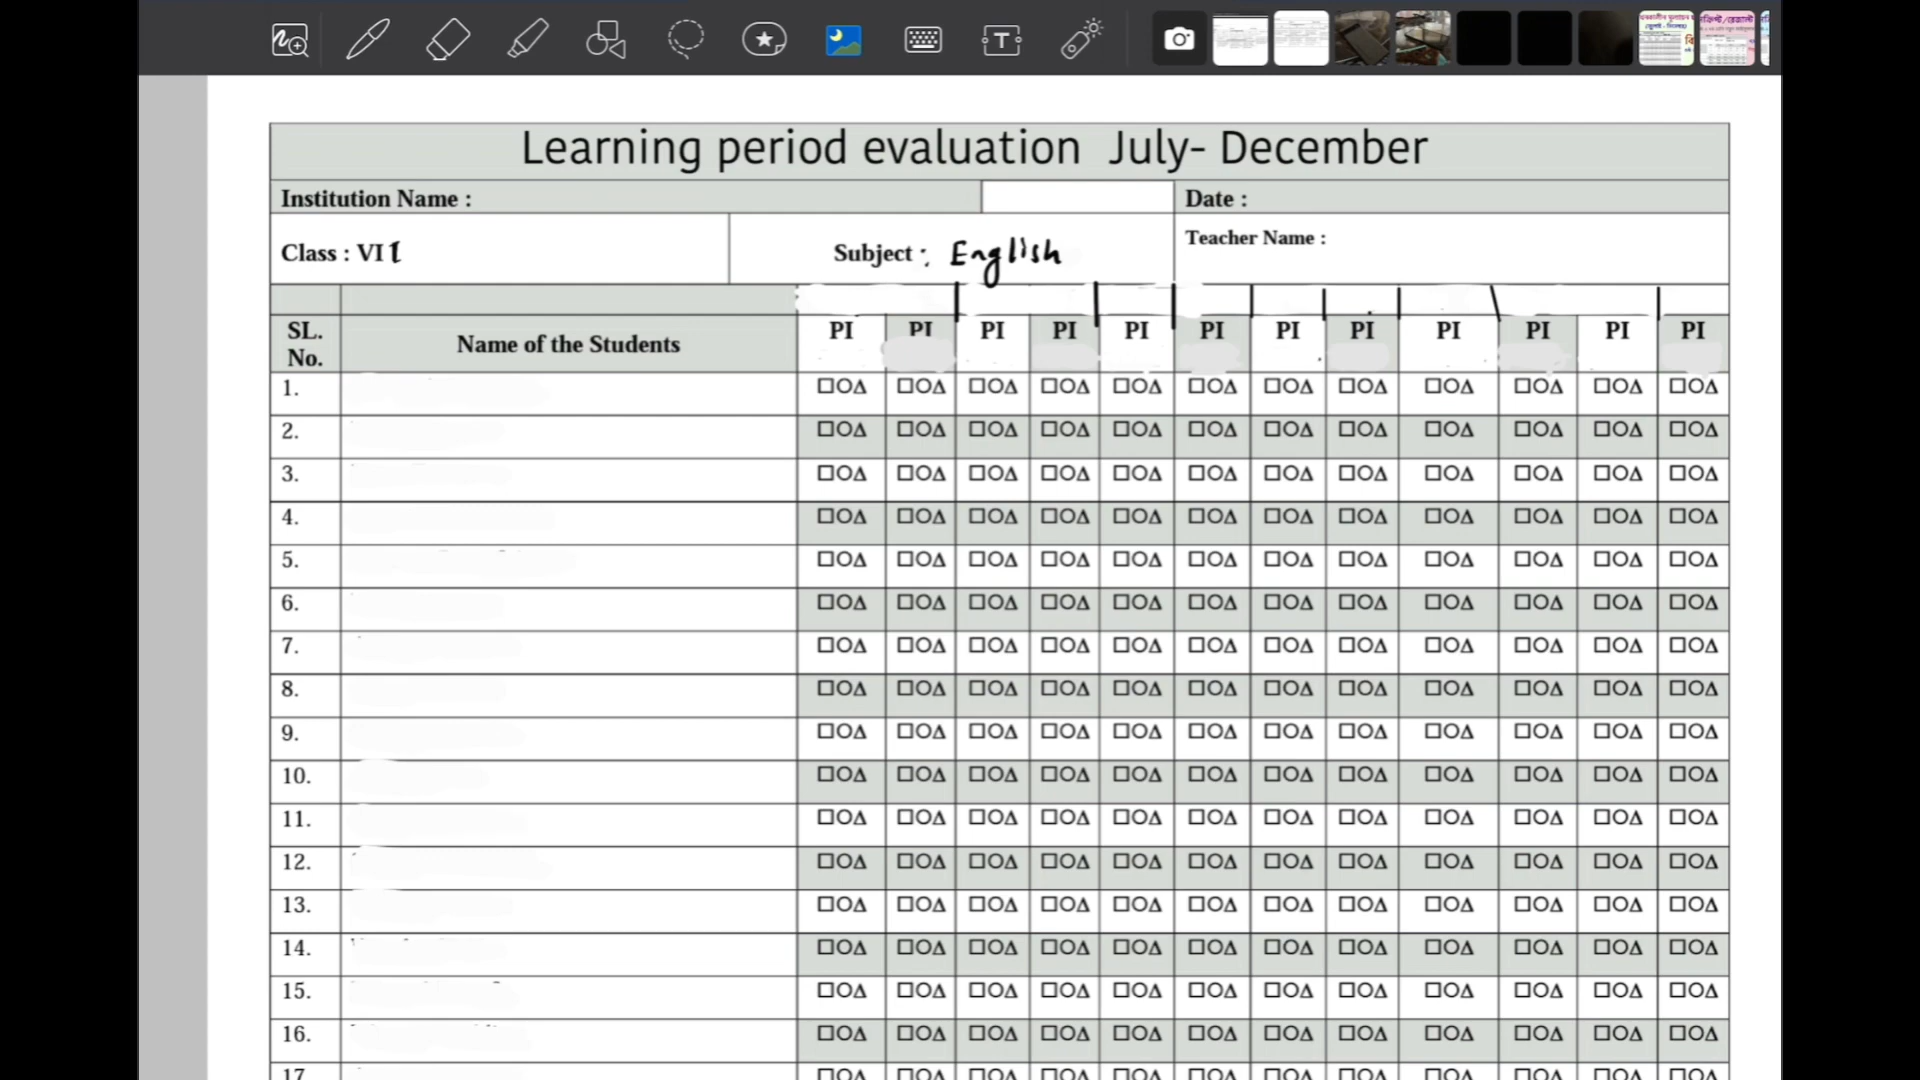 Learning period evaluation July- December
Institution Name :
Date :
Class : VII
Subject : English
Teacher Name :
SL. No.
Name of the Students
PI PI PI PI PI PI PI PI PI PI PI PI
1. □O∆ □O∆ □O∆ □O∆ □O∆ □O∆ □O∆ □O∆ □O∆ □O∆ □O∆ □O∆
2. □O∆ □O∆ □O∆ □O∆ □O∆ □O∆ □O∆ □O∆ □O∆ □O∆ □O∆ □O∆
3. □O∆ □O∆ □O∆ □O∆ □O∆ □O∆ □O∆ □O∆ □O∆ □O∆ □O∆ □O∆
4. □O∆ □O∆ □O∆ □O∆ □O∆ □O∆ □O∆ □O∆ □O∆ □O∆ □O∆ □O∆
5. □O∆ □O∆ □O∆ □O∆ □O∆ □O∆ □O∆ □O∆ □O∆ □O∆ □O∆ □O∆
6. □O∆ □O∆ □O∆ □O∆ □O∆ □O∆ □O∆ □O∆ □O∆ □O∆ □O∆ □O∆
7. □O∆ □O∆ □O∆ □O∆ □O∆ □O∆ □O∆ □O∆ □O∆ □O∆ □O∆ □O∆
8. □O∆ □O∆ □O∆ □O∆ □O∆ □O∆ □O∆ □O∆ □O∆ □O∆ □O∆ □O∆
9. □O∆ □O∆ □O∆ □O∆ □O∆ □O∆ □O∆ □O∆ □O∆ □O∆ □O∆ □O∆
10. □O∆ □O∆ □O∆ □O∆ □O∆ □O∆ □O∆ □O∆ □O∆ □O∆ □O∆ □O∆
11. □O∆ □O∆ □O∆ □O∆ □O∆ □O∆ □O∆ □O∆ □O∆ □O∆ □O∆ □O∆
12. □O∆ □O∆ □O∆ □O∆ □O∆ □O∆ □O∆ □O∆ □O∆ □O∆ □O∆ □O∆
13. □O∆ □O∆ □O∆ □O∆ □O∆ □O∆ □O∆ □O∆ □O∆ □O∆ □O∆ □O∆
14. □O∆ □O∆ □O∆ □O∆ □O∆ □O∆ □O∆ □O∆ □O∆ □O∆ □O∆ □O∆
15. □O∆ □O∆ □O∆ □O∆ □O∆ □O∆ □O∆ □O∆ □O∆ □O∆ □O∆ □O∆
16. □O∆ □O∆ □O∆ □O∆ □O∆ □O∆ □O∆ □O∆ □O∆ □O∆ □O∆ □O∆
17 □O∆ □O∆ □O∆ □O∆ □O∆ □O∆ □O∆ □O∆ □O∆ □O∆ □O∆ □O∆